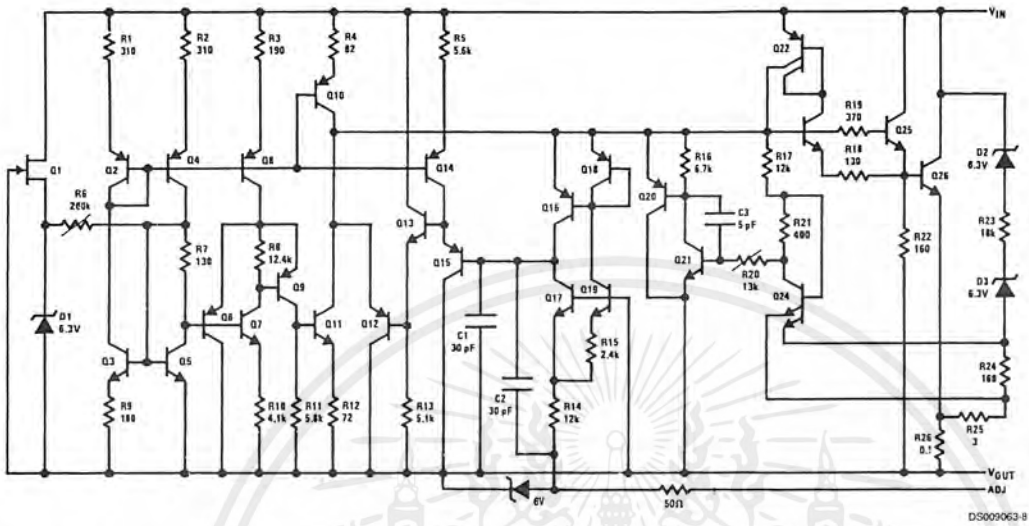 V_IN
R1
310
R2
310
R3
190
R4
82
R5
5.6k
Q22
Q10
R19
370
Q25
R18
130
Q2
Q4
Q8
Q14
Q18
R16
6.7k
R17
12k
Q26
D2
6.3V
Q1
R6
260k
Q13
Q16
Q20
C3
5 pF
R21
400
R22
160
R23
18k
R7
130
R8
12.4k
Q9
Q15
Q21
R20
13k
D3
6.3V
D1
6.3V
Q6
Q7
Q11
Q12
C1
30 pF
Q17
Q19
Q24
Q3
Q5
R15
2.4k
R24
160
R9
180
R10
4.1k
R11
5.8k
R12
72
R13
5.1k
C2
30 pF
R14
12k
R25
3
R26
0.1
V_OUT
6V
50Ω
ADJ
DS009063-8